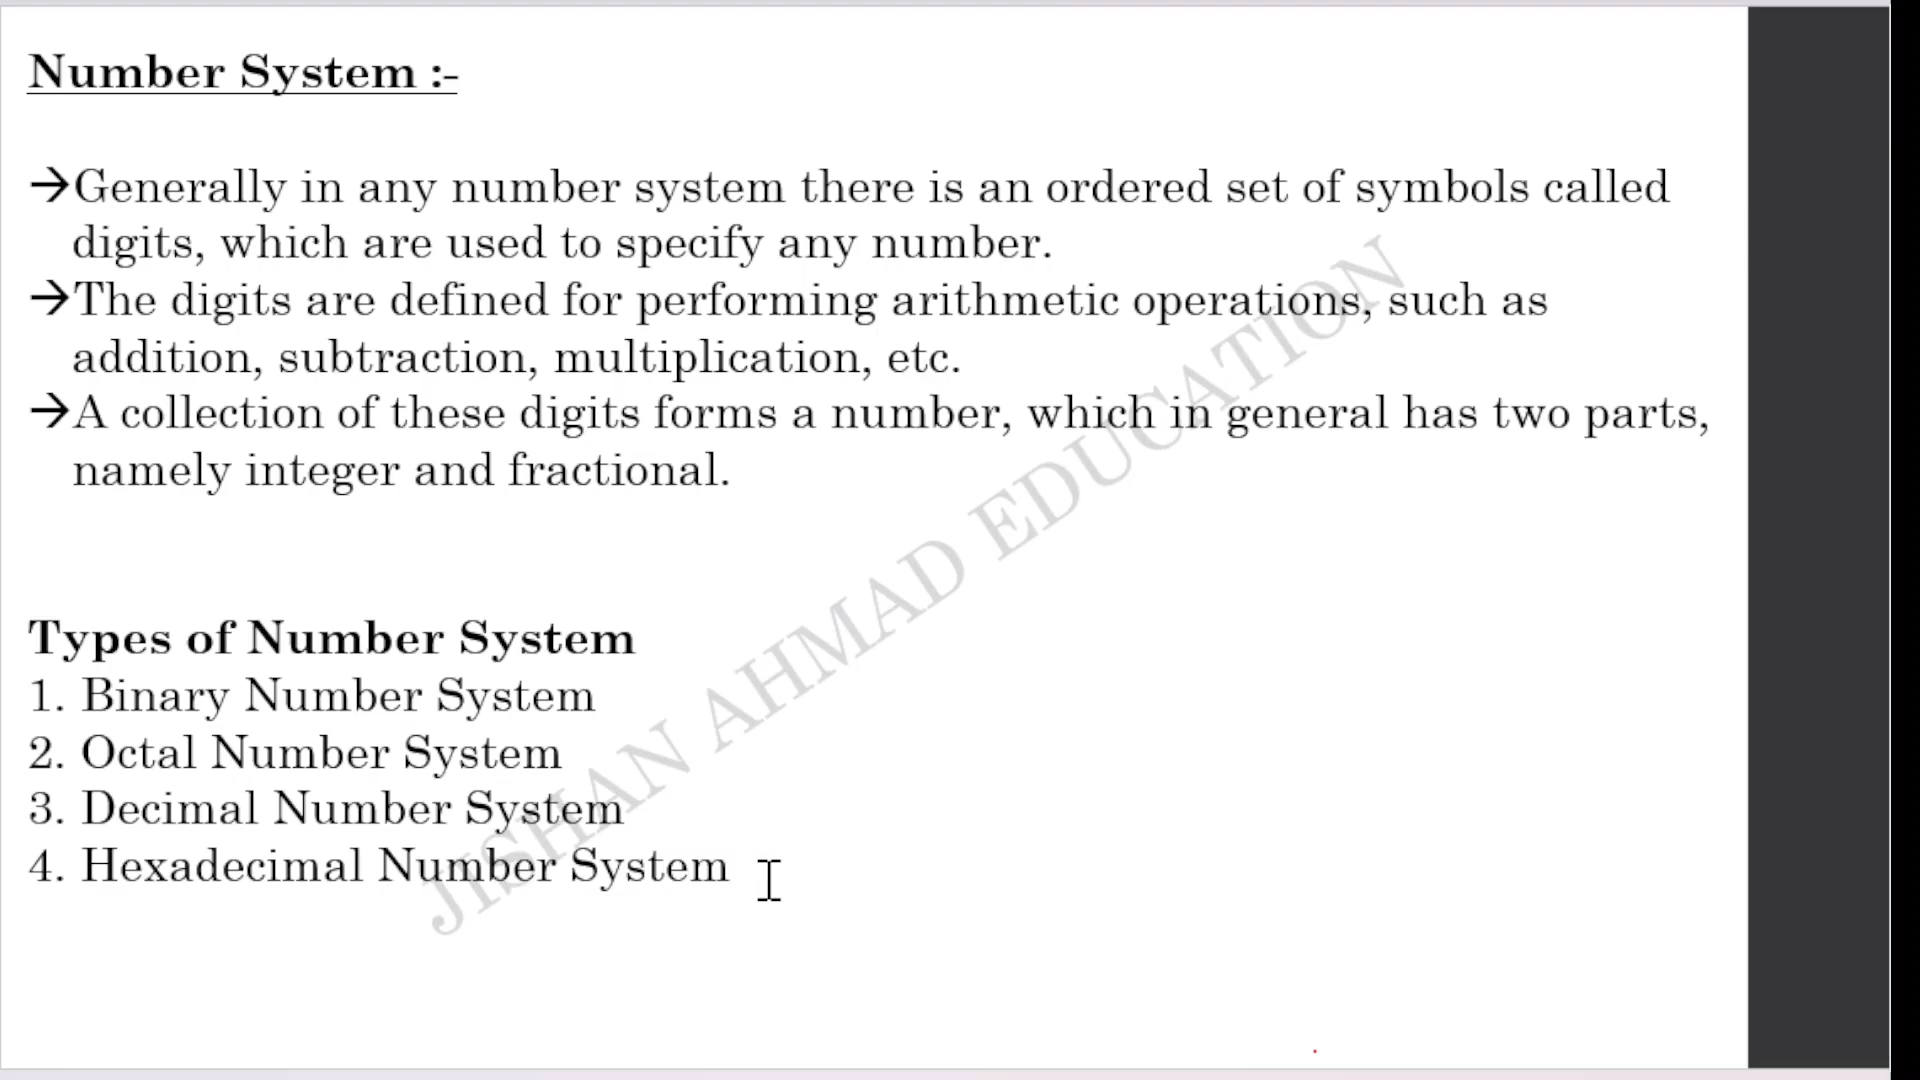 Number System :-
→Generally in any number system there is an ordered set of symbols called
digits, which are used to specify any number.
→The digits are defined for performing arithmetic operations, such as
addition, subtraction, multiplication, etc.
→A collection of these digits forms a number, which in general has two parts,
namely integer and fractional.
Types of Number System
1. Binary Number System
2. Octal Number System
3. Decimal Number System
4. Hexadecimal Number System
JISHAN AHMAD EDUCATION